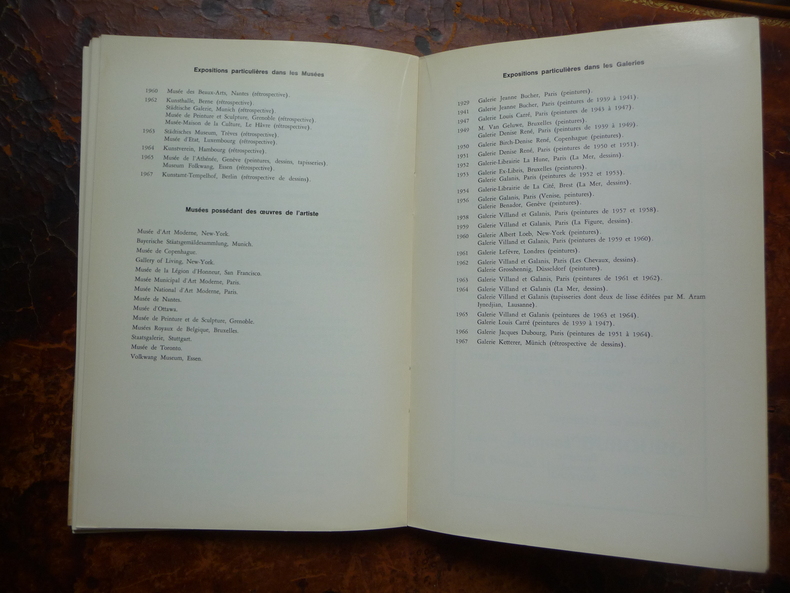 Expositions particulières dans les Musées
1960 Musée des Beaux-Arts, Nantes (rétrospective).
1962 Kunsthalle, Berne (rétrospective).
Städtische Galerie, Munich (rétrospective).
Musée de Peinture et Sculpture, Grenoble (rétrospective).
Musée-Maison de la Culture, Le Hâvre (rétrospective).
1963 Städtisches Museum, Trèves (rétrospective).
Musée d'Etat, Luxembourg (rétrospective).
1964 Kunstverein, Hambourg (rétrospective).
1965 Musée de l'Athénée, Genève (peintures, dessins, tapisseries).
Museum Folkwang, Essen (rétrospective).
1967 Kunstamt-Tempelhof, Berlin (rétrospective de dessins).
Musées possédant des œuvres de l'artiste
Musée d'Art Moderne, New-York.
Bayerische Stäatsgemäldesammlung, Munich.
Musée de Copenhague.
Gallery of Living, New-York.
Musée de la Légion d'Honnour, San Francisco.
Musée Municipal d'Art Moderne, Paris.
Musée National d'Art Moderne, Paris.
Musée de Nantes.
Musée d'Ottawa.
Musée de Peinture et de Sculpture, Grenoble.
Musées Royaux de Belgique, Bruxelles.
Staatsgalerie, Stuttgart.
Musée de Toronto.
Volkwang Museum, Essen.
Expositions particulières dans les Galeries
1929 Galerie Jeanne Bucher, Paris (peintures).
1941 Galerie Jeanne Bucher, Paris (peintures de 1939 à 1941).
1947 Galerie Louis Carré, Paris (peintures de 1945 à 1947).
1949 M. Van Geluwe, Bruxelles (peintures).
Galerie Denise René, Paris (peintures de 1939 à 1949).
1950 Galerie Birch-Denise René, Copenhague (peintures).
1951 Galerie Denise René, Paris (peintures de 1950 et 1951).
1952 Galerie-Librairie La Hune, Paris (La Mer, dessins).
1953 Galerie Ex-Libris, Bruxelles (peintures).
Galerie Galanis, Paris (peintures de 1952 et 1953).
1954 Galerie-Librairie de La Cité, Brest (La Mer, dessins).
1956 Galerie Galanis, Paris (Venise, peintures).
Galerie Benador, Genève (peintures).
1958 Galerie Villand et Galanis, Paris (peintures de 1957 et 1958).
1959 Galerie Villand et Galanis, Paris (La Figure, dessins).
1960 Galerie Albert Loeb, New-York (peintures).
Galerie Villand et Galanis, Paris (peintures de 1959 et 1960).
1961 Galerie Lefèvre, Londres (peintures).
1962 Galerie Villand et Galanis, Paris (Les Chevaux, dessins).
Galerie Grosshennig, Düseldorf (peintures).
1963 Galerie Villand et Galanis, Paris (peintures de 1961 et 1962).
1964 Galerie Villand et Galanis (La Mer, dessins).
Galerie Villand et Galanis (tapisseries dont deux de lisse éditées par M. Aram
Iynedjian, Lausanne).
1965 Galerie Villand et Galanis (peintures de 1963 et 1964).
Galerie Louis Carré (peintures de 1939 à 1947).
1966 Galerie Jacques Dubourg, Paris (peintures de 1951 à 1964).
1967 Galerie Ketterer, Münich (rétrospective de dessins).